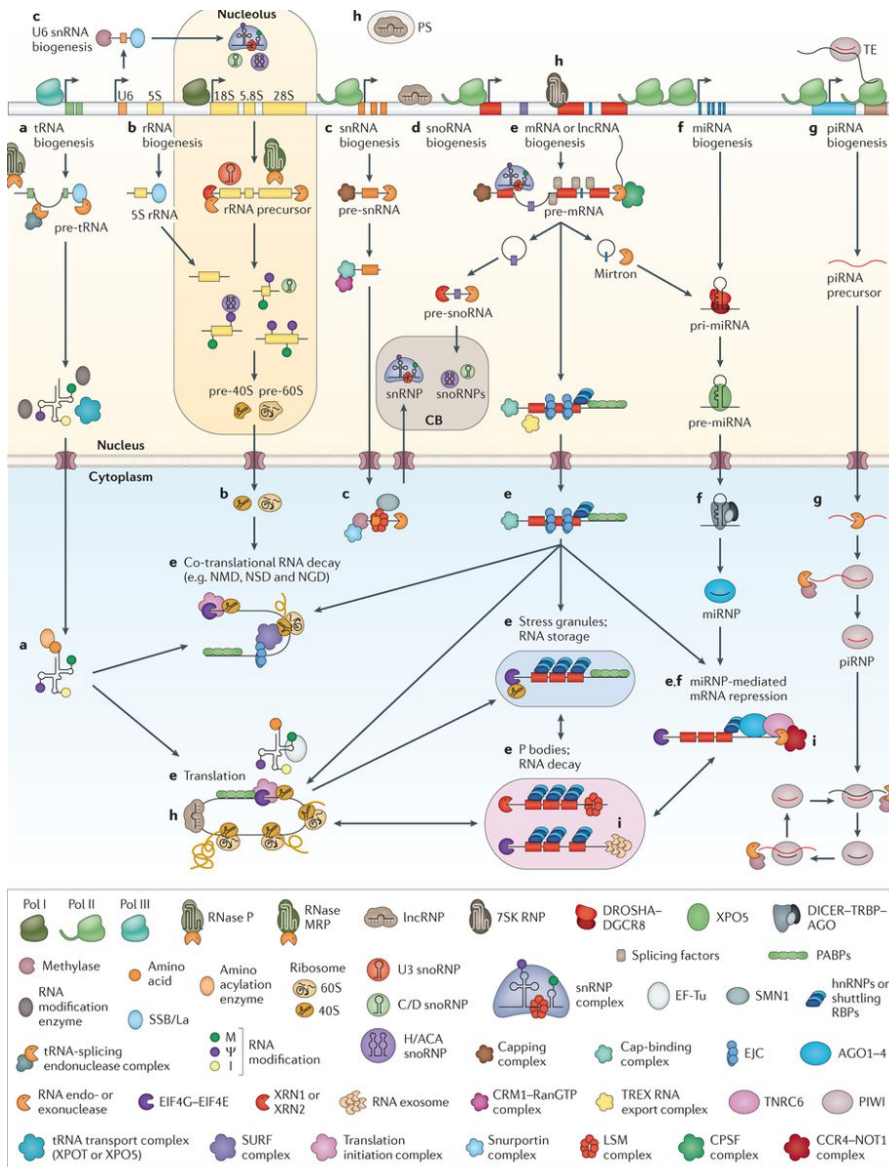 c
U6 snRNA
biogenesis
Nucleolus
h
PS
TE
U6
5S
18S
5.8S
28S
h
a tRNA
biogenesis
b rRNA
biogenesis
c snRNA
biogenesis
d snoRNA
biogenesis
e mRNA or lncRNA
biogenesis
f miRNA
biogenesis
g piRNA
biogenesis
pre-tRNA
5S rRNA
rRNA precursor
pre-snRNA
pre-mRNA
Mirtron
pre-snoRNA
pri-miRNA
piRNA
precursor
pre-40S
pre-60S
snRNP
snoRNPs
CB
pre-miRNA
Nucleus
Cytoplasm
b
c
e
f
g
e Co-translational RNA decay
(e.g. NMD, NSD and NGD)
miRNP
a
e Stress granules;
RNA storage
piRNP
e,f miRNP-mediated
mRNA repression
i
e P bodies;
RNA decay
e Translation
h
i
Pol I
Pol II
Pol III
RNase P
RNase
MRP
lncRNP
7SK RNP
DROSHA–
DGCR8
XPO5
DICER–TRBP–
AGO
Methylase
Amino
acid
Amino
acylation
enzyme
Ribosome
60S
40S
U3 snoRNP
C/D snoRNP
snRNP
complex
Splicing factors
PABPs
RNA
modification
enzyme
SSB/La
EF-Tu
SMN1
hnRNPs or
shuttling
RBPs
tRNA-splicing
endonuclease complex
M
Ψ
I
RNA
modification
H/ACA
snoRNP
Capping
complex
Cap-binding
complex
EJC
AGO1–4
RNA endo- or
exonuclease
EIF4G–EIF4E
XRN1 or
XRN2
RNA exosome
CRM1–RanGTP
complex
TREX RNA
export complex
TNRC6
PIWI
tRNA transport complex
(XPOT or XPO5)
SURF
complex
Translation
initiation complex
Snurportin
complex
LSM
complex
CPSF
complex
CCR4–NOT1
complex